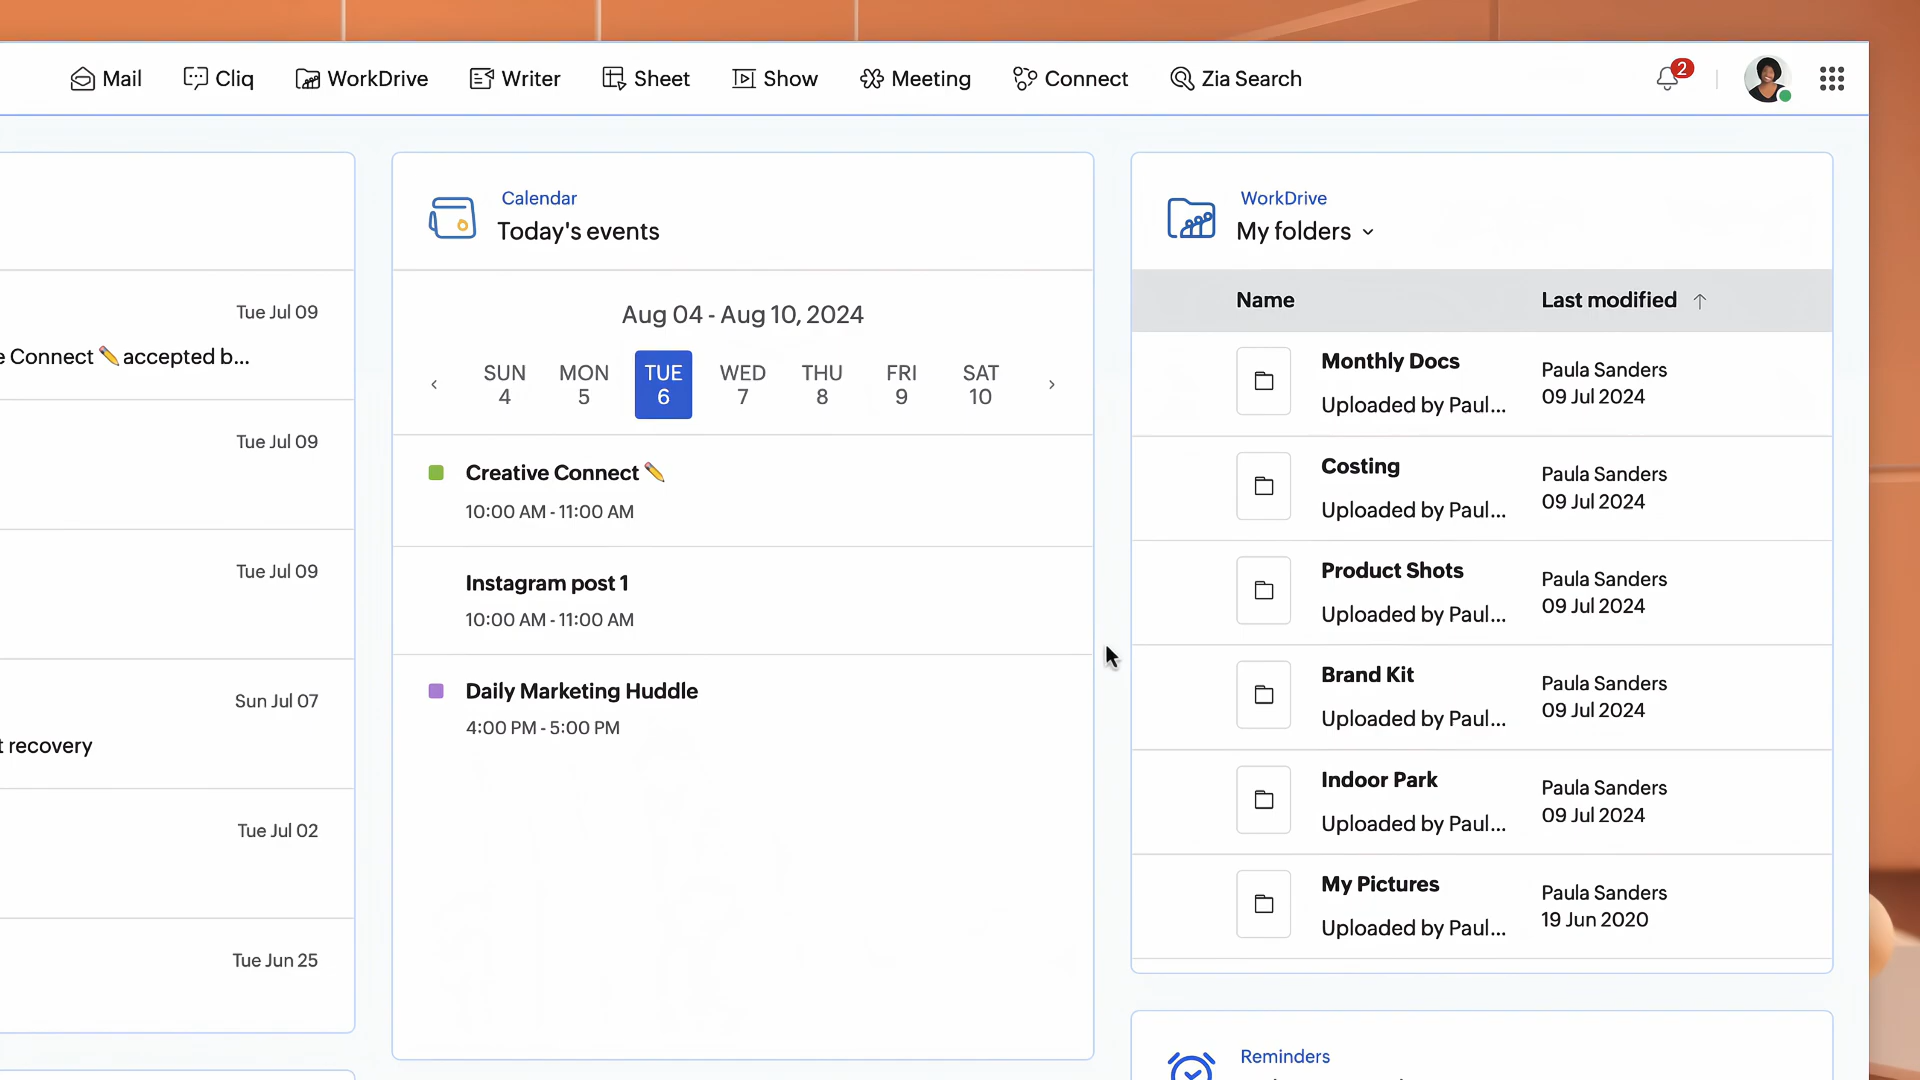 Mail Cliq WorkDrive Writer Sheet Show Meeting Connect Zia Search 2
Tue Jul 09
e Connect ✏️ accepted b...
Tue Jul 09
Tue Jul 09
Sun Jul 07
t recovery
Tue Jul 02
Tue Jun 25
Calendar
Today's events
Aug 04 - Aug 10, 2024
SUN MON TUE WED THU FRI SAT
4 5 6 7 8 9 10
Creative Connect ✏️
10:00 AM - 11:00 AM
Instagram post 1
10:00 AM - 11:00 AM
Daily Marketing Huddle
4:00 PM - 5:00 PM
WorkDrive
My folders
Name Last modified
Monthly Docs
Uploaded by Paul...
Paula Sanders
09 Jul 2024
Costing
Uploaded by Paul...
Paula Sanders
09 Jul 2024
Product Shots
Uploaded by Paul...
Paula Sanders
09 Jul 2024
Brand Kit
Uploaded by Paul...
Paula Sanders
09 Jul 2024
Indoor Park
Uploaded by Paul...
Paula Sanders
09 Jul 2024
My Pictures
Uploaded by Paul...
Paula Sanders
19 Jun 2020
Reminders